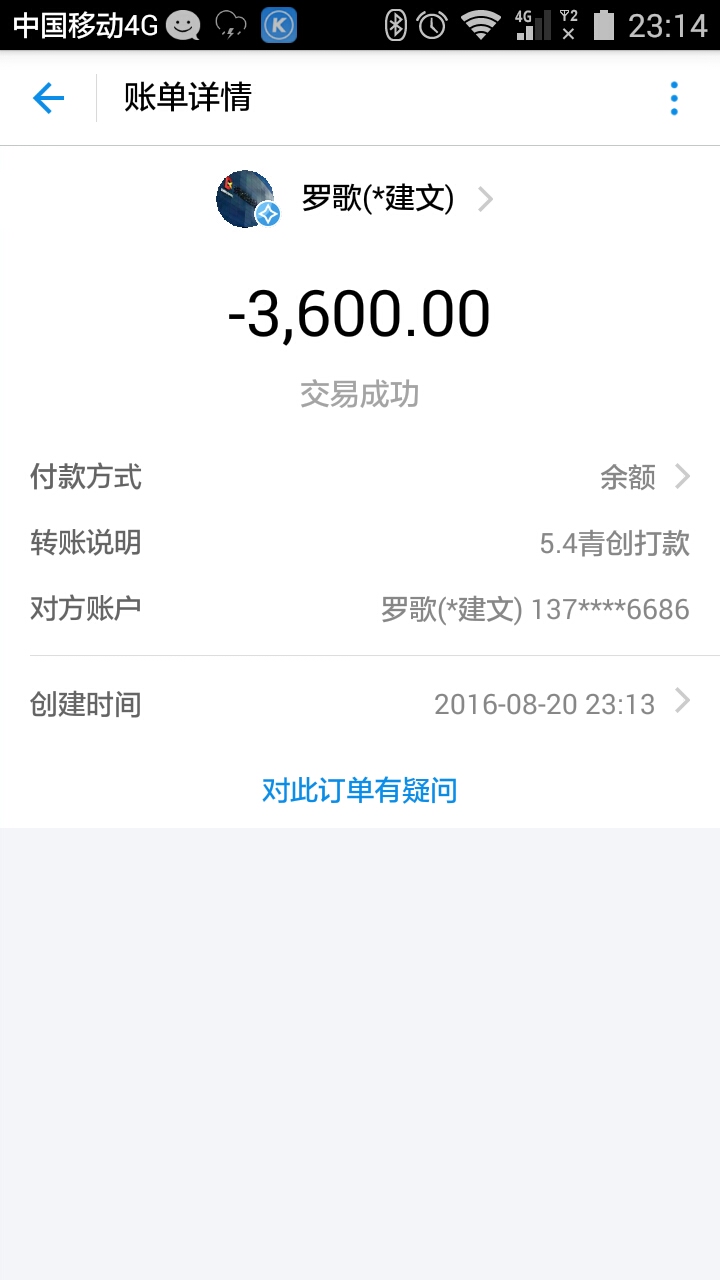 中国移动4G K 4G 2 23:14
账单详情
罗歌(*建文)
-3,600.00
交易成功
付款方式 余额
转账说明 5.4青创打款
对方账户 罗歌(*建文) 137****6686
创建时间 2016-08-20 23:13
对此订单有疑问